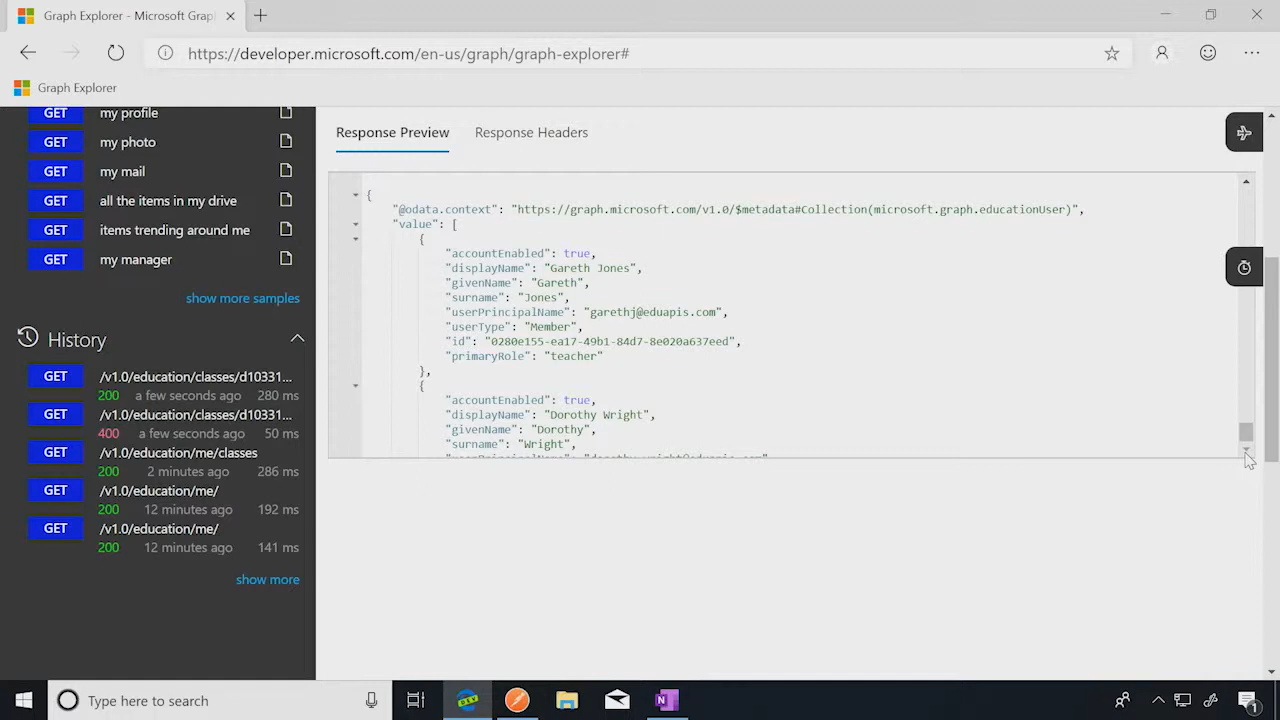 Graph Explorer - Microsoft Grap
https://developer.microsoft.com/en-us/graph/graph-explorer#
Graph Explorer
GET my profile
GET my photo
GET my mail
GET all the items in my drive
GET items trending around me
GET my manager
show more samples
History
GET /v1.0/education/classes/d10331...
200 a few seconds ago 280 ms
GET /v1.0/education/classes/d10331...
400 a few seconds ago 50 ms
GET /v1.0/education/me/classes
200 2 minutes ago 286 ms
GET /v1.0/education/me/
200 12 minutes ago 192 ms
GET /v1.0/education/me/
200 12 minutes ago 141 ms
show more
Response Preview Response Headers
{
"@odata.context": "https://graph.microsoft.com/v1.0/$metadata#Collection(microsoft.graph.educationUser)",
"value": [
{
"accountEnabled": true,
"displayName": "Gareth Jones",
"givenName": "Gareth",
"surname": "Jones",
"userPrincipalName": "garethj@eduapis.com",
"userType": "Member",
"id": "0280e155-ea17-49b1-84d7-8e020a637eed",
"primaryRole": "teacher"
},
{
"accountEnabled": true,
"displayName": "Dorothy Wright",
"givenName": "Dorothy",
"surname": "Wright",
Type here to search
1